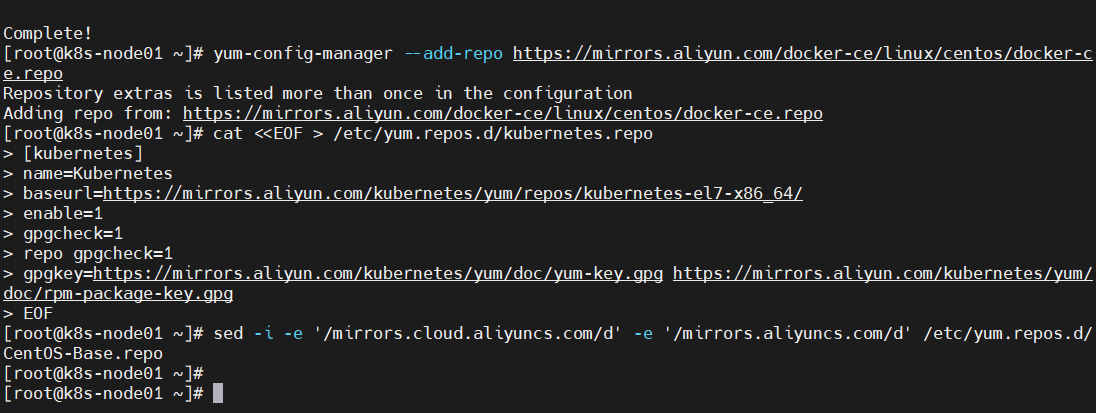 Complete!
[root@k8s-node01 ~]# yum-config-manager --add-repo https://mirrors.aliyun.com/docker-ce/linux/centos/docker-c
e.repo
Repository extras is listed more than once in the configuration
Adding repo from: https://mirrors.aliyun.com/docker-ce/linux/centos/docker-ce.repo
[root@k8s-node01 ~]# cat <<EOF > /etc/yum.repos.d/kubernetes.repo
> [kubernetes]
> name=Kubernetes
> baseurl=https://mirrors.aliyun.com/kubernetes/yum/repos/kubernetes-el7-x86_64/
> enable=1
> gpgcheck=1
> repo gpgcheck=1
> gpgkey=https://mirrors.aliyun.com/kubernetes/yum/doc/yum-key.gpg https://mirrors.aliyun.com/kubernetes/yum/
doc/rpm-package-key.gpg
> EOF
[root@k8s-node01 ~]# sed -i -e '/mirrors.cloud.aliyuncs.com/d' -e '/mirrors.aliyuncs.com/d' /etc/yum.repos.d/
CentOS-Base.repo
[root@k8s-node01 ~]#
[root@k8s-node01 ~]#